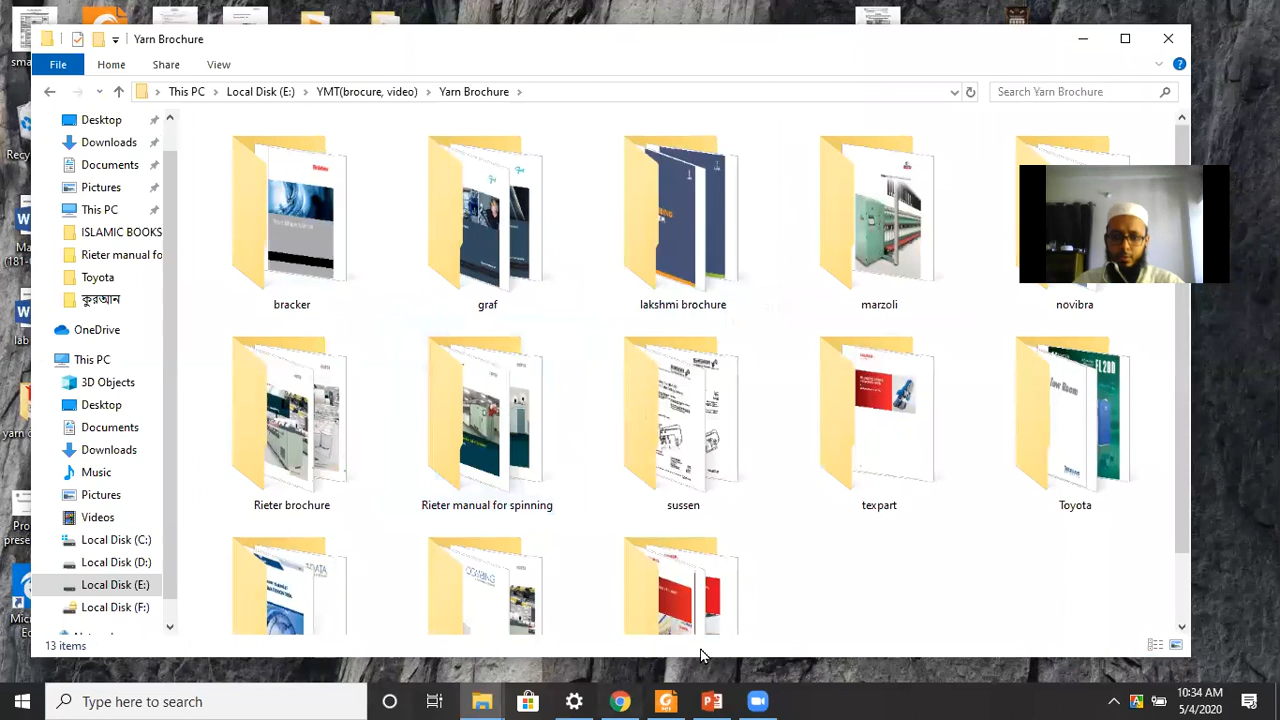 Yarn Brochure
File Home Share View
This PC Local Disk (E:) YMT(brocure, video) Yarn Brochure
Search Yarn Brochure
Desktop
Downloads
Documents
Pictures
This PC
ISLAMIC BOOKS
Rieter manual fo
Toyota
কুরআন
OneDrive
This PC
3D Objects
Desktop
Documents
Downloads
Music
Pictures
Videos
Local Disk (C:)
Local Disk (D:)
Local Disk (E:)
Local Disk (F:)
bracker graf lakshmi brochure marzoli novibra
Rieter brochure Rieter manual for spinning sussen texpart Toyota
13 items
Type here to search
10:34 AM
5/4/2020